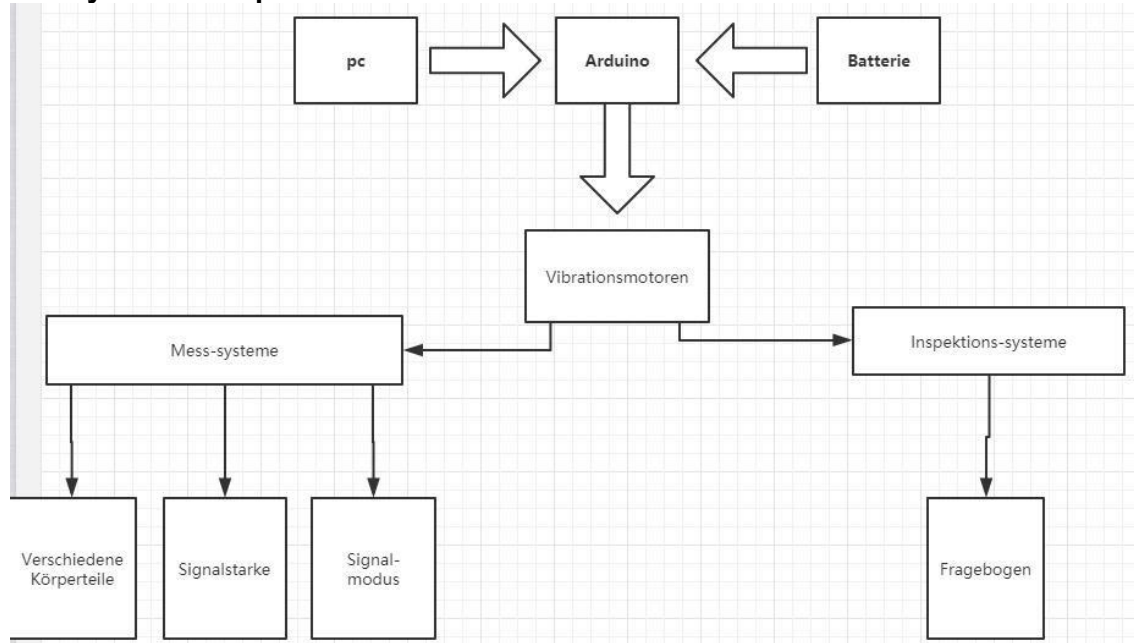 pc
Arduino
Batterie
Vibrationsmotoren
Mess-systeme
Inspektions-systeme
Verschiedene
Körperteile
Signalstarke
Signal-
modus
Fragebogen